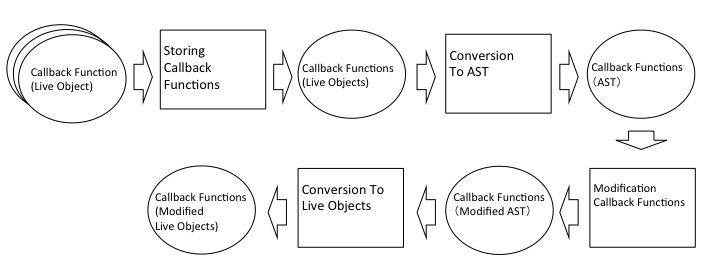 Callback Function
(Live Object)
Storing
Callback
Functions
Callback Functions
(Live Objects)
Conversion
To AST
Callback Functions
（AST）
Modification
Callback Functions
Callback Functions
（Modified AST）
Conversion To
Live Objects
Callback Functions
(Modified
Live Objects)